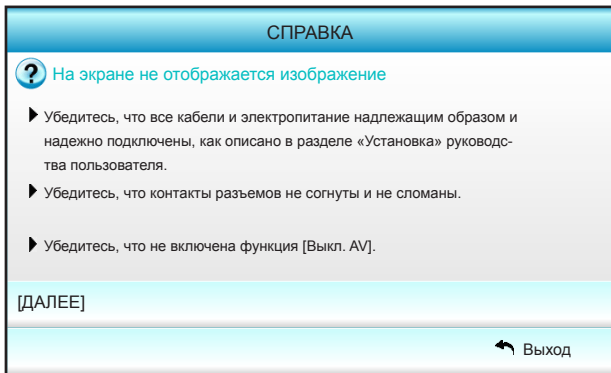 СПРАВКА
? На экране не отображается изображение
Убедитесь, что все кабели и электропитание надлежащим образом и
надежно подключены, как описано в разделе «Установка» руководс-
тва пользователя.
Убедитесь, что контакты разъемов не согнуты и не сломаны.
Убедитесь, что не включена функция [Выкл. AV].
[ДАЛЕЕ]
Выход